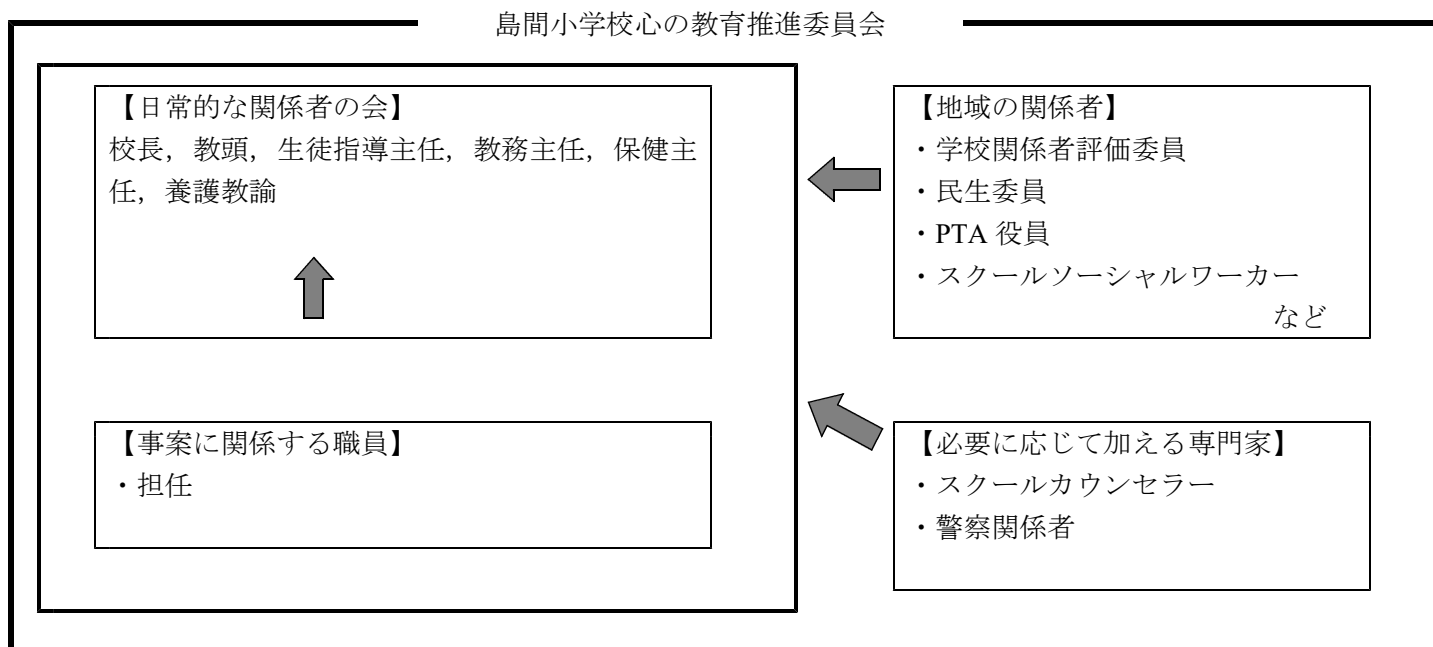 島間小学校心の教育推進委員会
【日常的な関係者の会】
校長，教頭，生徒指導主任，教務主任，保健主
任，養護教諭
【地域の関係者】
・学校関係者評価委員
・民生委員
・PTA 役員
・スクールソーシャルワーカー
など
【事案に関係する職員】
・担任
【必要に応じて加える専門家】
・スクールカウンセラー
・警察関係者